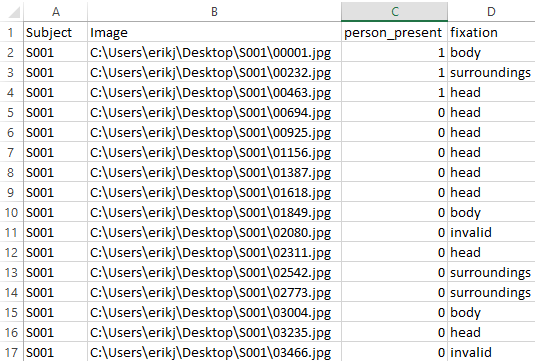 A B C D
1 Subject Image person_present fixation
2 S001 C:\Users\erikj\Desktop\S001\00001.jpg 1 body
3 S001 C:\Users\erikj\Desktop\S001\00232.jpg 1 surroundings
4 S001 C:\Users\erikj\Desktop\S001\00463.jpg 1 head
5 S001 C:\Users\erikj\Desktop\S001\00694.jpg 0 head
6 S001 C:\Users\erikj\Desktop\S001\00925.jpg 0 head
7 S001 C:\Users\erikj\Desktop\S001\01156.jpg 0 head
8 S001 C:\Users\erikj\Desktop\S001\01387.jpg 0 head
9 S001 C:\Users\erikj\Desktop\S001\01618.jpg 0 head
10 S001 C:\Users\erikj\Desktop\S001\01849.jpg 0 body
11 S001 C:\Users\erikj\Desktop\S001\02080.jpg 0 invalid
12 S001 C:\Users\erikj\Desktop\S001\02311.jpg 0 head
13 S001 C:\Users\erikj\Desktop\S001\02542.jpg 0 surroundings
14 S001 C:\Users\erikj\Desktop\S001\02773.jpg 0 surroundings
15 S001 C:\Users\erikj\Desktop\S001\03004.jpg 0 body
16 S001 C:\Users\erikj\Desktop\S001\03235.jpg 0 head
17 S001 C:\Users\erikj\Desktop\S001\03466.jpg 0 invalid